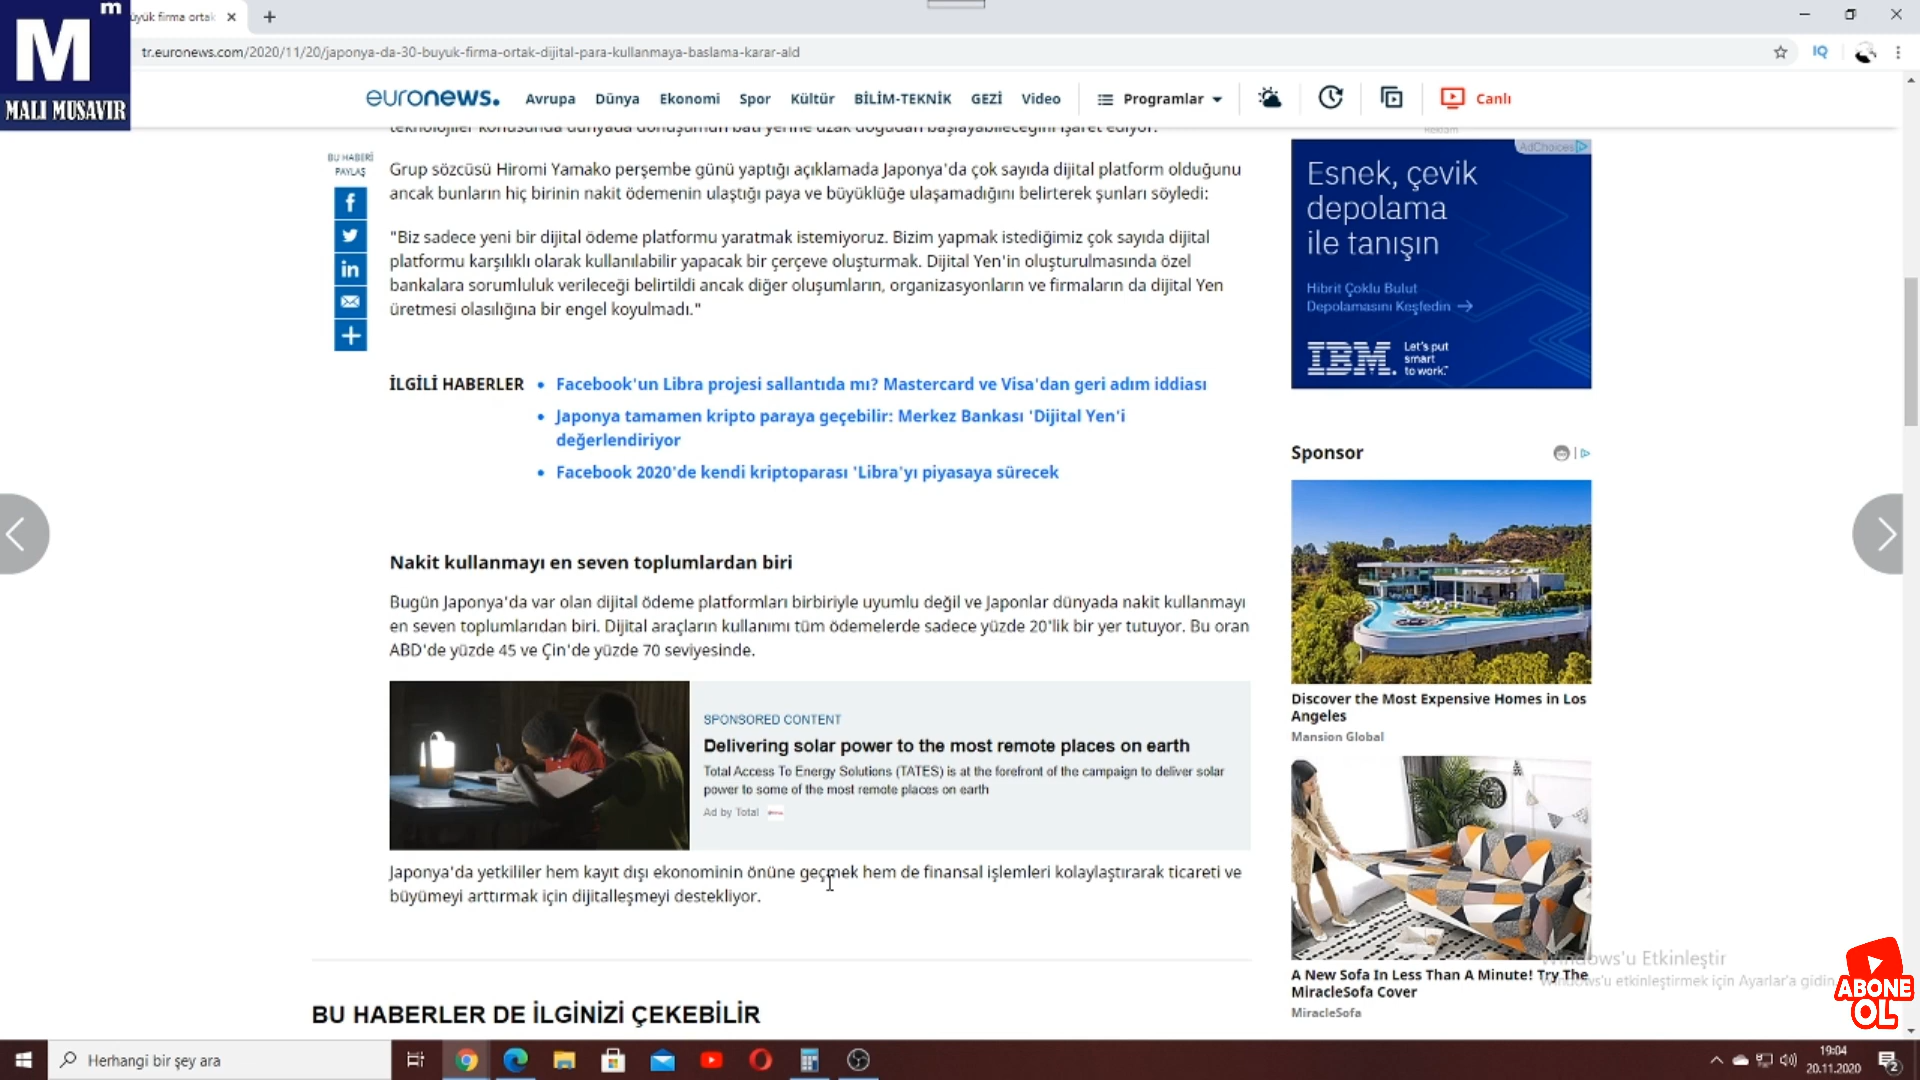 m
M
MALI MUSAVIR
üyük firma ortak
tr.euronews.com/2020/11/20/japonya-da-30-buyuk-firma-ortak-dijital-para-kullanmaya-baslama-karar-ald
IQ
euronews.
Avrupa
Dünya
Ekonomi
Spor
Kültür
BİLİM-TEKNİK
GEZİ
Video
Programlar
Canlı
teknolojiler konusunda dünyada dönüşümün batı yerine uzak doğudan başlayabileceğini işaret ediyor.
BU HABERİ
PAYLAŞ
Grup sözcüsü Hiromi Yamako perşembe günü yaptığı açıklamada Japonya'da çok sayıda dijital platform olduğunu
ancak bunların hiç birinin nakit ödemenin ulaştığı paya ve büyüklüğe ulaşamadığını belirterek şunları söyledi:
"Biz sadece yeni bir dijital ödeme platformu yaratmak istemiyoruz. Bizim yapmak istediğimiz çok sayıda dijital
platformu karşılıklı olarak kullanılabilir yapacak bir çerçeve oluşturmak. Dijital Yen'in oluşturulmasında özel
bankalara sorumluluk verileceği belirtildi ancak diğer oluşumların, organizasyonların ve firmaların da dijital Yen
üretmesi olasılığına bir engel koyulmadı."
İLGİLİ HABERLER
Facebook'un Libra projesi sallantıda mı? Mastercard ve Visa'dan geri adım iddiası
Japonya tamamen kripto paraya geçebilir: Merkez Bankası 'Dijital Yen'i
değerlendiriyor
Facebook 2020'de kendi kriptoparası 'Libra'yı piyasaya sürecek
Nakit kullanmayı en seven toplumlardan biri
Bugün Japonya'da var olan dijital ödeme platformları birbiriyle uyumlu değil ve Japonlar dünyada nakit kullanmayı
en seven toplumlarıdan biri. Dijital araçların kullanımı tüm ödemelerde sadece yüzde 20'lik bir yer tutuyor. Bu oran
ABD'de yüzde 45 ve Çin'de yüzde 70 seviyesinde.
SPONSORED CONTENT
Delivering solar power to the most remote places on earth
Total Access To Energy Solutions (TATES) is at the forefront of the campaign to deliver solar
power to some of the most remote places on earth
Ad by Total
Japonya'da yetkililer hem kayıt dışı ekonominin önüne geçmek hem de finansal işlemleri kolaylaştırarak ticareti ve
büyümeyi arttırmak için dijitalleşmeyi destekliyor.
BU HABERLER DE İLGİNİZİ ÇEKEBİLİR
Reklam
AdChoices
Esnek, çevik
depolama
ile tanışın
Hibrit Çoklu Bulut
Depolamasını Keşfedin →
IBM.
Let's put
smart
to work.™
Sponsor
Discover the Most Expensive Homes in Los
Angeles
Mansion Global
A New Sofa In Less Than A Minute! Try The
MiracleSofa Cover
MiracleSofa
Windows'u Etkinleştir
Windows'u etkinleştirmek için Ayarlar'a gidin
ABONE
OL
Herhangi bir şey ara
19:04
20.11.2020
2